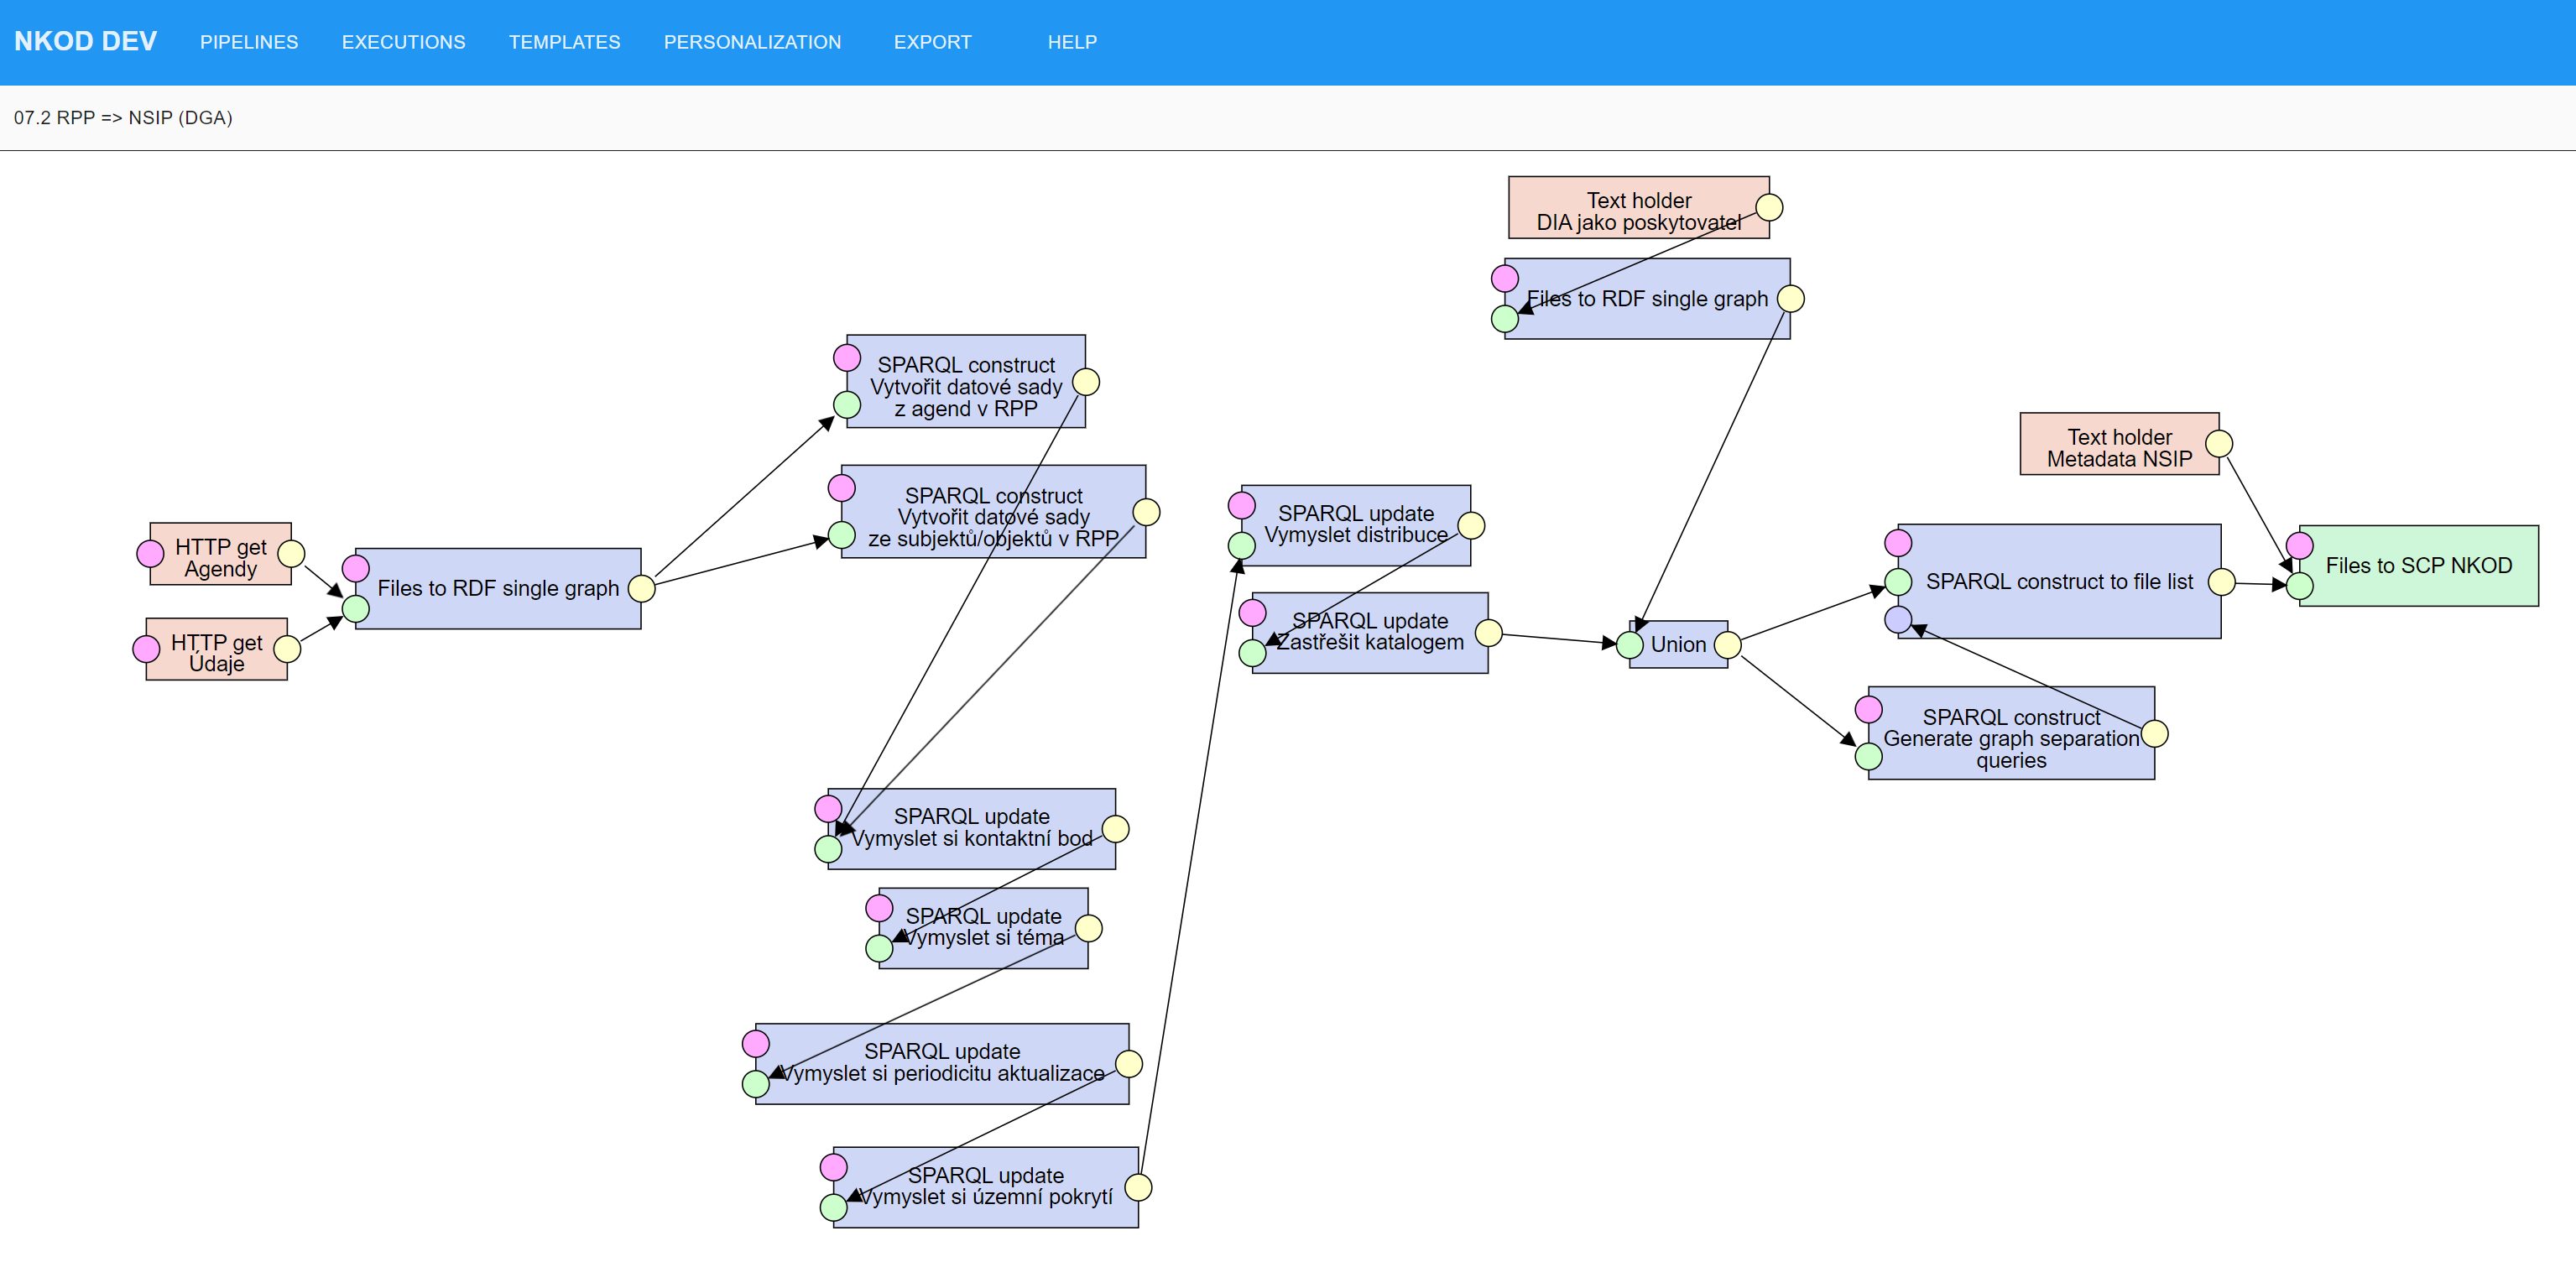 NKOD DEV
PIPELINES
EXECUTIONS
TEMPLATES
PERSONALIZATION
EXPORT
HELP
07.2 RPP => NSIP (DGA)
Text holder
DIA jako poskytovatel
Files to RDF single graph
SPARQL construct
Vytvořit datové sady
z agend v RPP
SPARQL construct
Vytvořit datové sady
ze subjektů/objektů v RPP
HTTP get
Agendy
HTTP get
Údaje
Files to RDF single graph
SPARQL update
Vymyslet distribuce
SPARQL update
Zastřešit katalogem
Union
Text holder
Metadata NSIP
SPARQL construct to file list
Files to SCP NKOD
SPARQL construct
Generate graph separation
queries
SPARQL update
Vymyslet si kontaktní bod
SPARQL update
Vymyslet si téma
SPARQL update
Vymyslet si periodicitu aktualizace
SPARQL update
Vymyslet si územní pokrytí